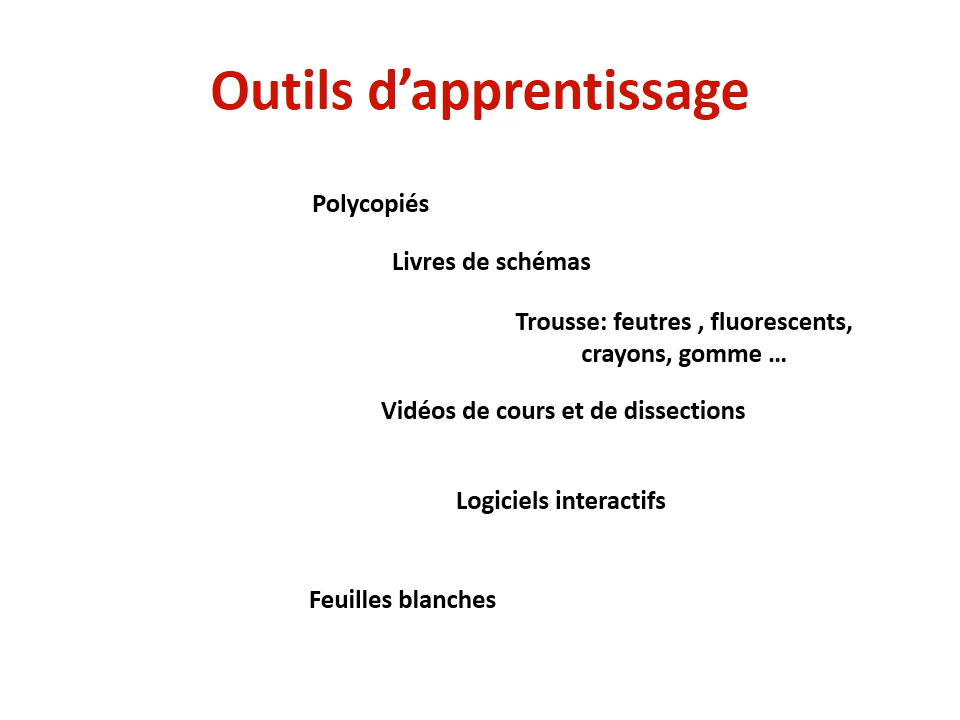 Outils d’apprentissage
Polycopiés
Livres de schémas
Trousse: feutres , fluorescents,
crayons, gomme ...
Vidéos de cours et de dissections
Logiciels interactifs
Feuilles blanches